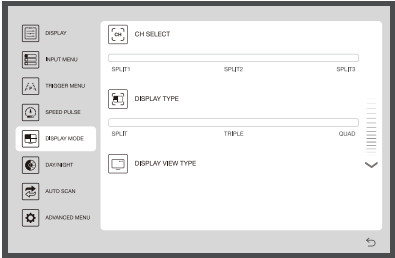 DISPLAY
INPUT MENU
TRIGGER MENU
SPEED PULSE
DISPLAY MODE
DAY/NIGHT
AUTO SCAN
ADVANCED MENU
CH
CH SELECT
SPLIT1 SPLIT2 SPLIT3
DISPLAY TYPE
SPLIT TRIPLE QUAD
DISPLAY VIEW TYPE